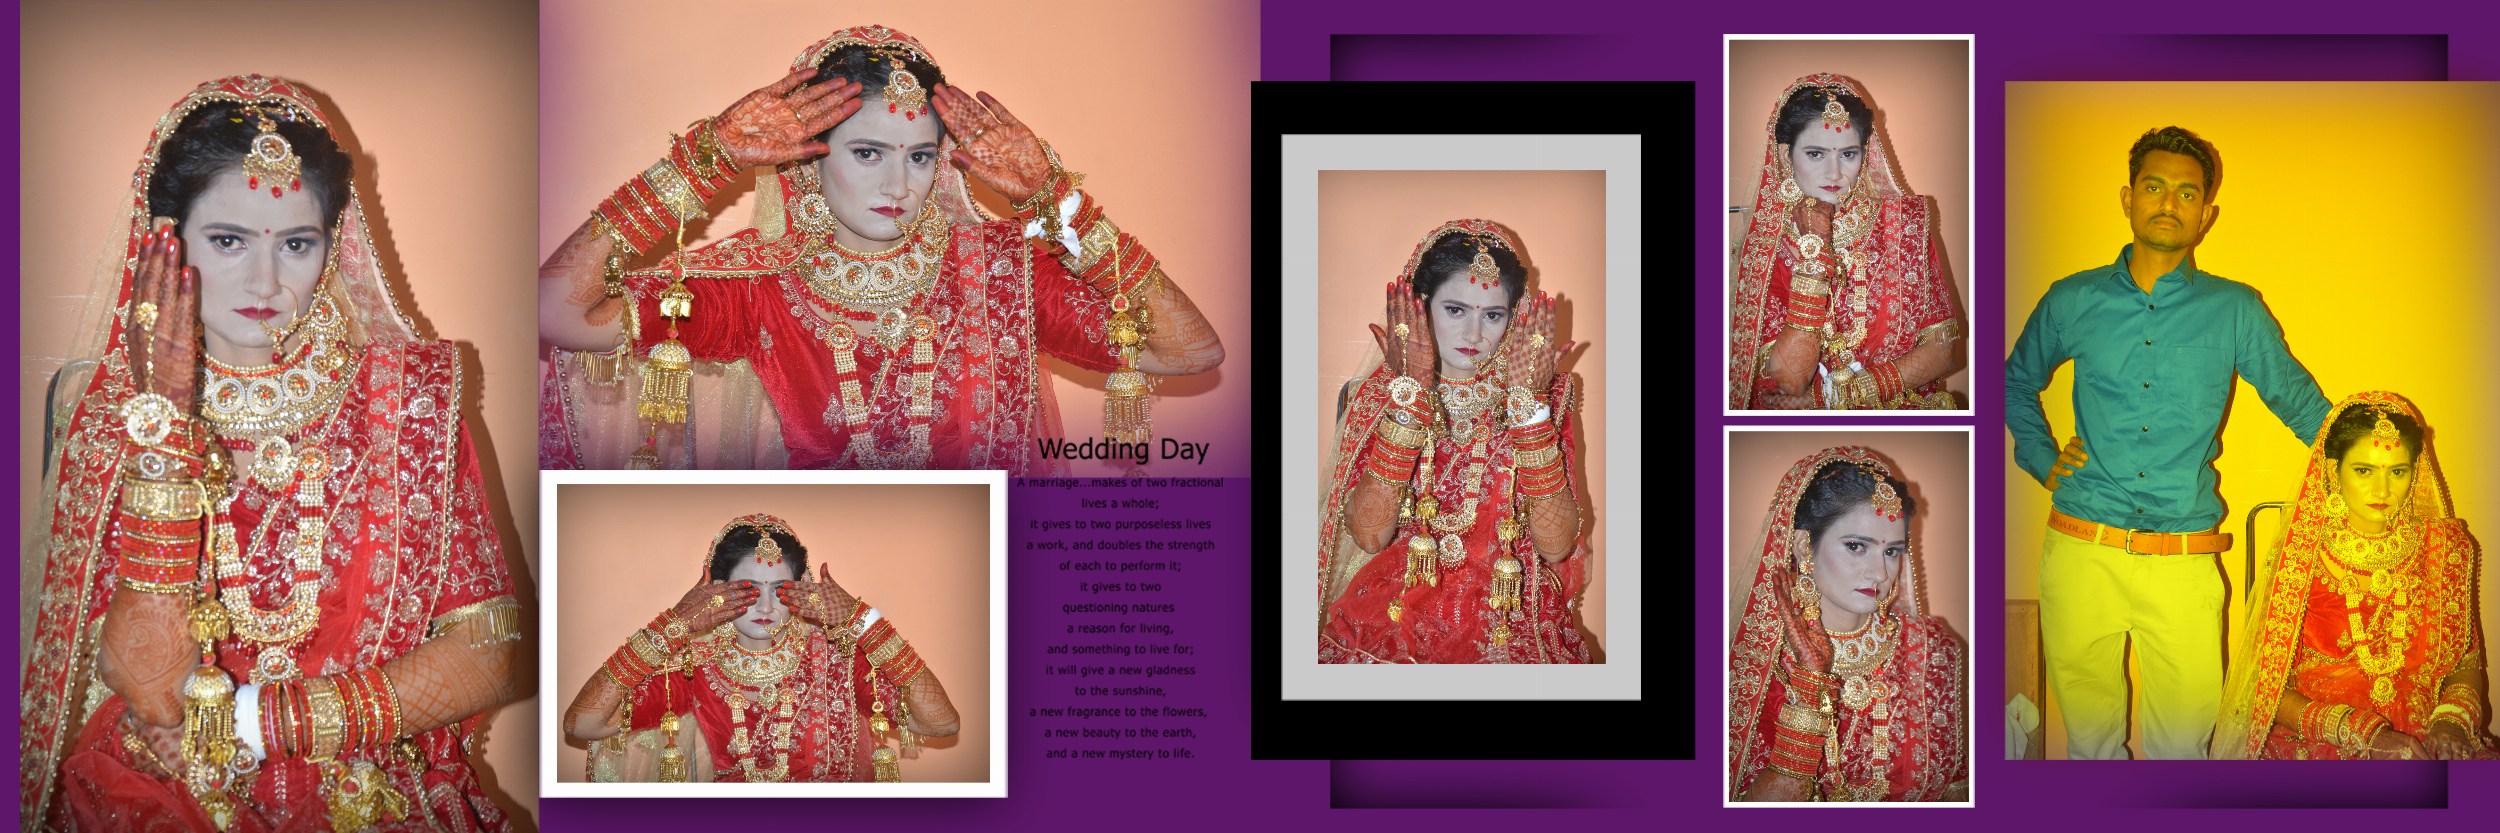 Wedding Day
A marriage...makes of two fractional
lives a whole;
it gives to two purposeless lives
a work, and doubles the strength
of each to perform it;
it gives to two
questioning natures
a reason for living,
and something to live for;
it will give a new gladness
to the sunshine,
a new fragrance to the flowers,
a new beauty to the earth,
and a new mystery to life.